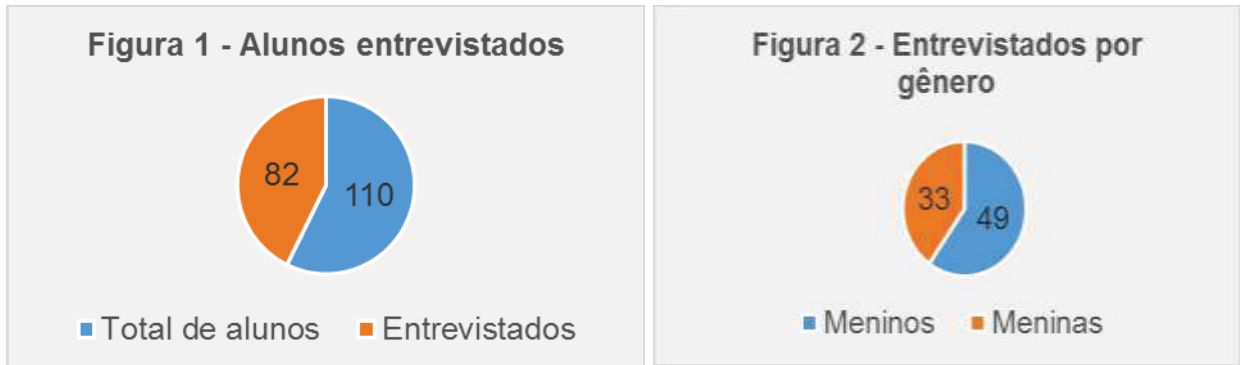 Figura 1 - Alunos entrevistados
82
110
Total de alunos Entrevistados
Figura 2 - Entrevistados por
gênero
33
49
Meninos Meninas